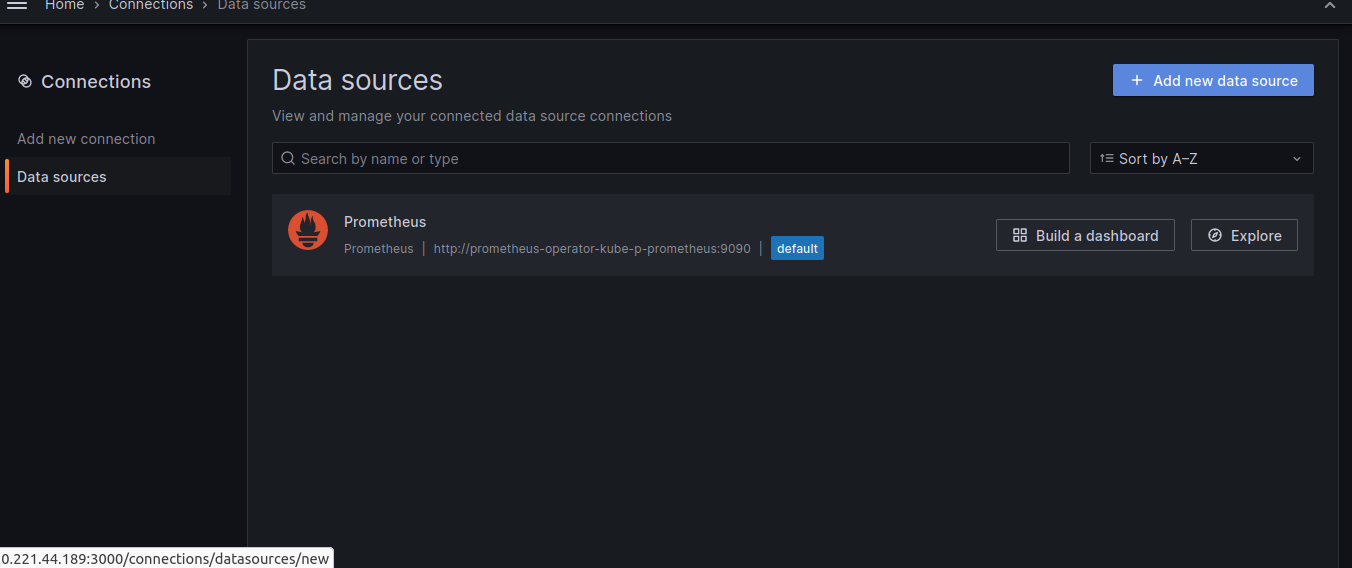 Home › Connections › Data sources
Connections
Add new connection
Data sources
Data sources
Add new data source
View and manage your connected data source connections
Search by name or type
Sort by A–Z
Prometheus
Prometheus | http://prometheus-operator-kube-p-prometheus:9090 | default
Build a dashboard
Explore
0.221.44.189:3000/connections/datasources/new